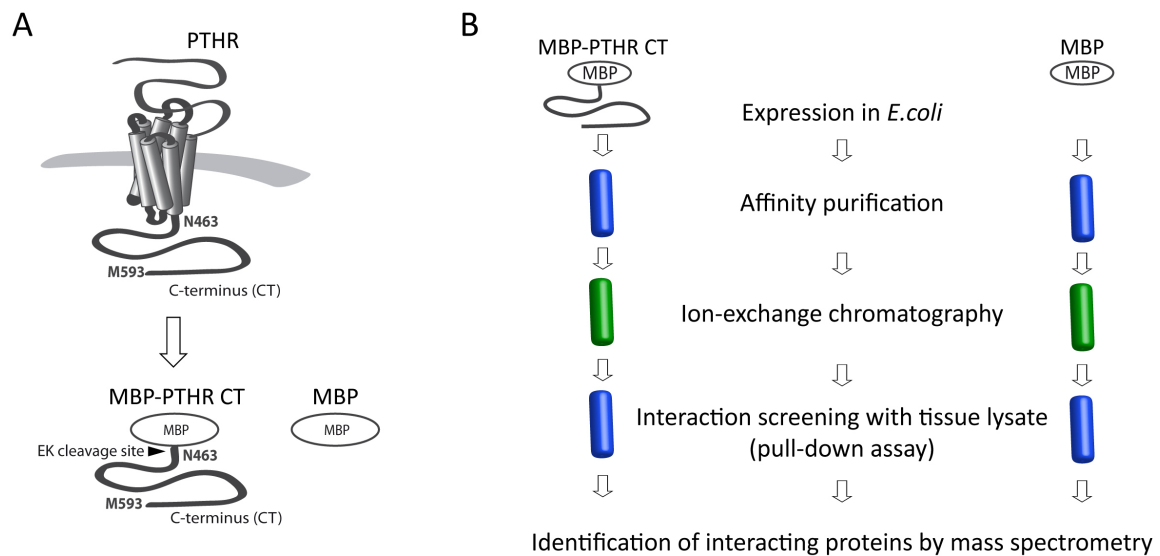 A
PTHR
N463
M593
C-terminus (CT)
MBP-PTHR CT
MBP
MBP
MBP
EK cleavage site
N463
M593
C-terminus (CT)
B
MBP-PTHR CT
MBP
MBP
MBP
Expression in E.coli
Affinity purification
Ion-exchange chromatography
Interaction screening with tissue lysate
(pull-down assay)
Identification of interacting proteins by mass spectrometry